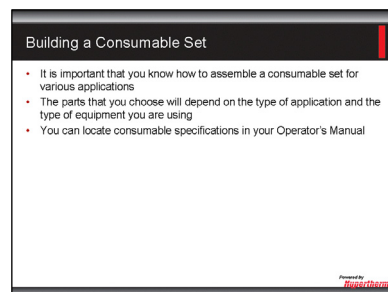 Building a Consumable Set
• It is important that you know how to assemble a consumable set for
various applications
• The parts that you choose will depend on the type of application and the
type of equipment you are using
• You can locate consumable specifications in your Operator's Manual
Powered by
Hypertherm